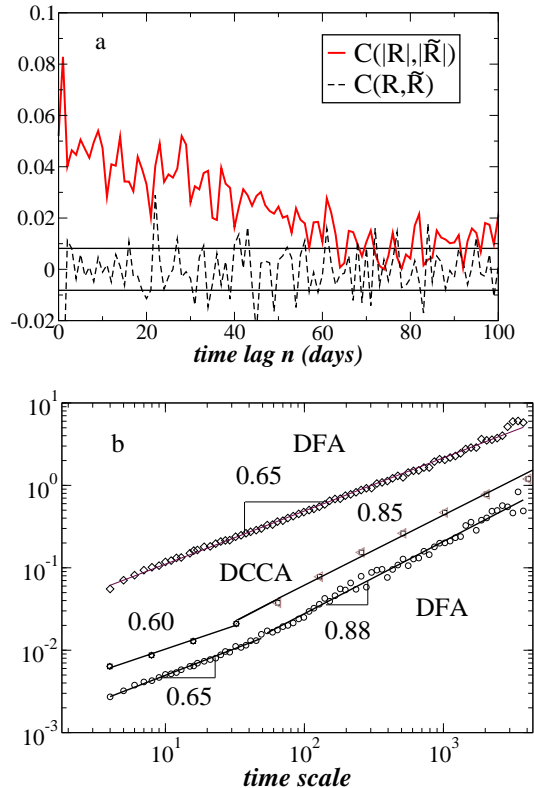 a
C(|R|,|R̃|)
C(R,R̃)
0.1
0.08
0.06
0.04
0.02
0
-0.02
0 20 40 60 80 100
time lag n (days)
b
DFA
0.65
0.85
DCCA
0.60
DFA
0.88
0.65
10^1
10^0
10^-1
10^-2
10^-3
10^1 10^2 10^3
time scale